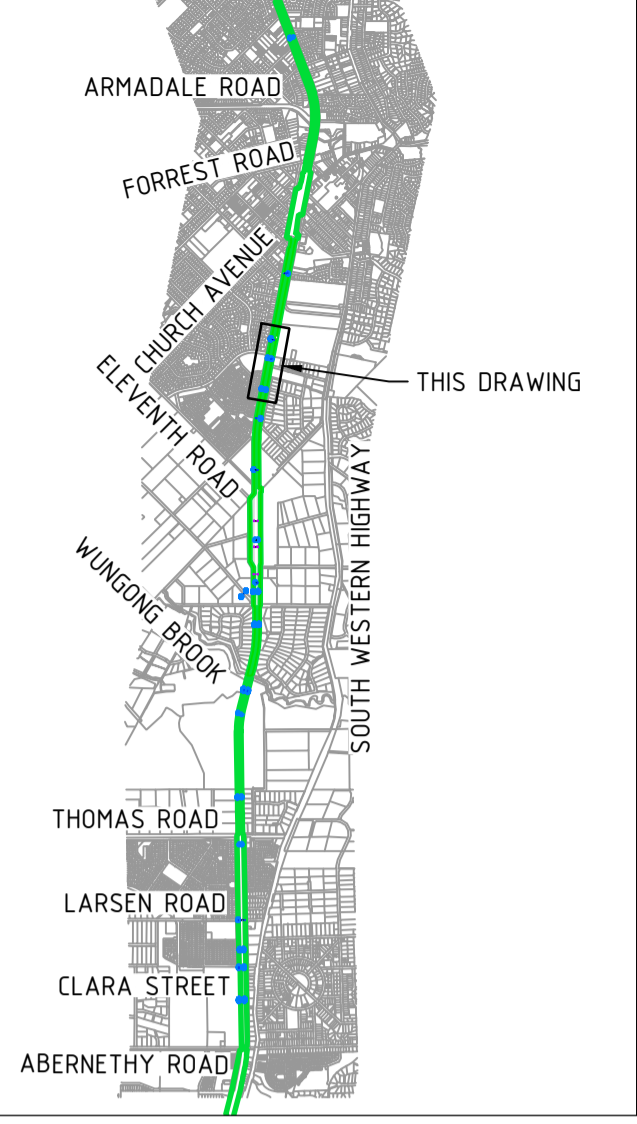 ARMADALE ROAD
FORREST ROAD
CHURCH AVENUE
ELEVENTH ROAD
THIS DRAWING
WUNGONG BROOK
SOUTH WESTERN HIGHWAY
THOMAS ROAD
LARSEN ROAD
CLARA STREET
ABERNETHY ROAD